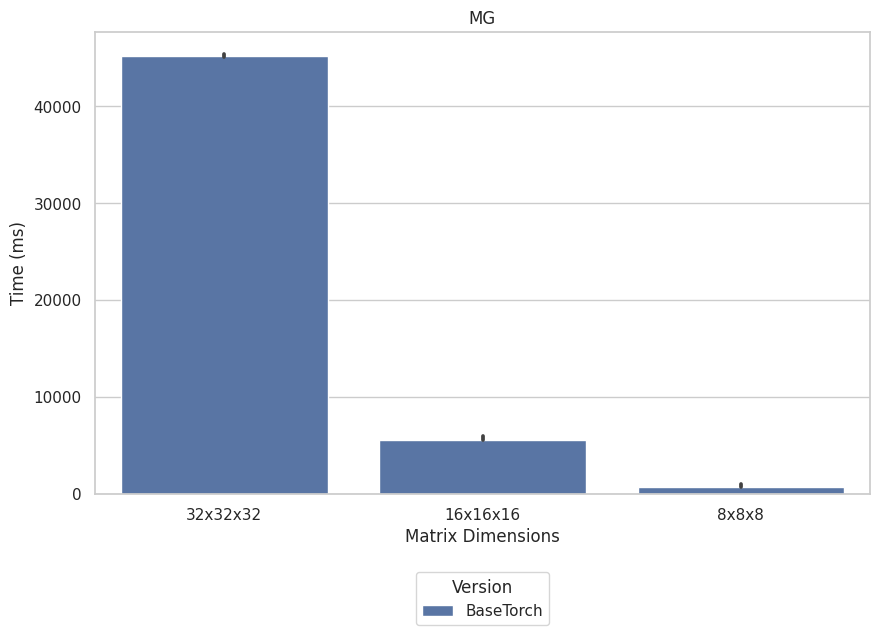 MG
40000
30000
20000
10000
0
Time (ms)
32x32x32 16x16x16 8x8x8
Matrix Dimensions
Version
BaseTorch